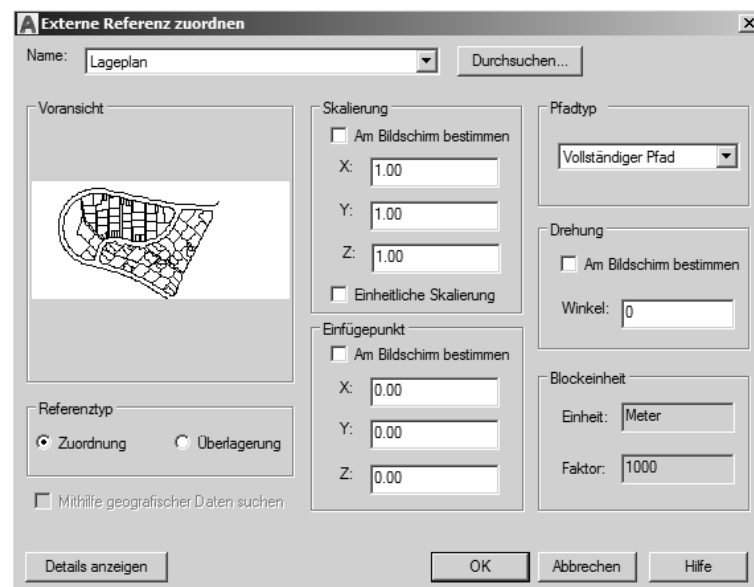 Externe Referenz zuordnen
Name: Lageplan Durchsuchen...
Voransicht
Referenztyp
Zuordnung Überlagerung
Mithilfe geografischer Daten suchen
Skalierung
Am Bildschirm bestimmen
X: 1.00
Y: 1.00
Z: 1.00
Einheitliche Skalierung
Einfügepunkt
Am Bildschirm bestimmen
X: 0.00
Y: 0.00
Z: 0.00
Pfadtyp
Vollständiger Pfad
Drehung
Am Bildschirm bestimmen
Winkel: 0
Blockeinheit
Einheit: Meter
Faktor: 1000
Details anzeigen OK Abbrechen Hilfe